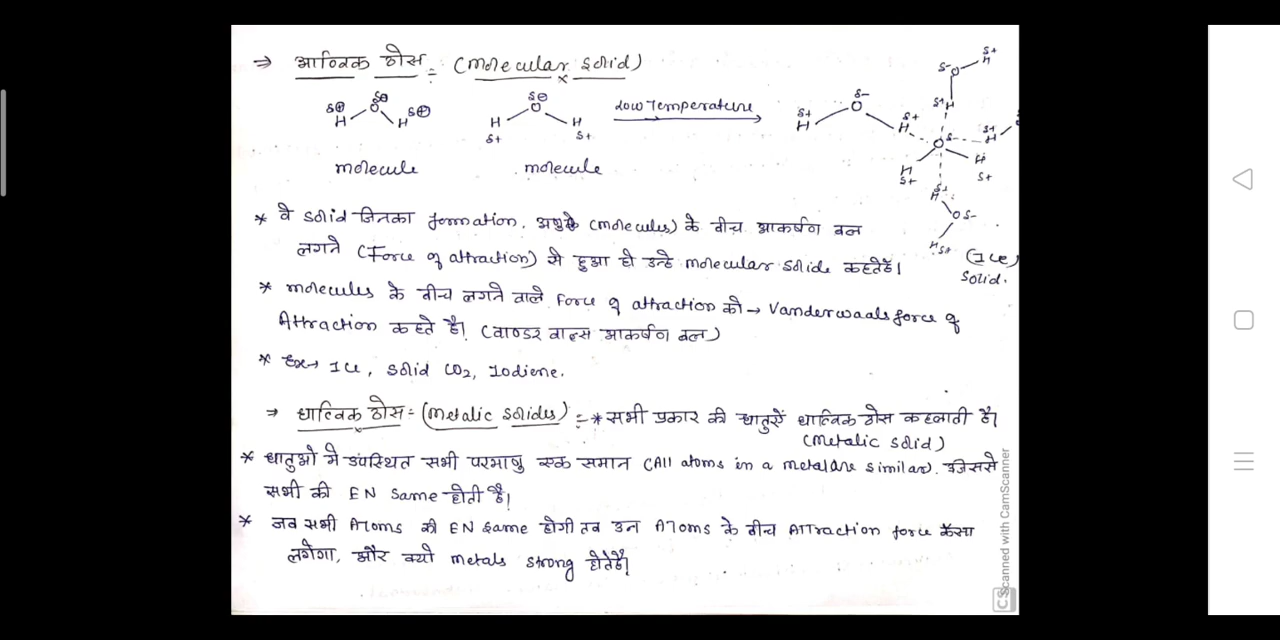 ⇒ आण्विक ठोस = (Molecular Solid)
δ⊕ H O δ⊖ H δ⊕
δ⊖ O H δ+ H δ+
Low Temperature
molecule
molecule
δ+ H O δ- H δ+
δ- O H δ+ H δ+
O δ- H δ+ H δ+ H δ+
H δ+ O δ- H δ+
(Ice)
Solid.
* वे Solid जिनका formation, अणुओं (molecules) के बीच आकर्षण बल
लगने (Force of attraction) से हुआ हो उन्हे molecular solide कहतेहैं।
* molecules के बीच लगने वाले Force of attraction को → Vanderwaals force of
Attraction कहते है। (वाण्डर वाल्स आकर्षण बल)
* Ex→ Ice, solid CO2, Iodiene.
⇒ धात्विक ठोस = (Metalic solides) = * सभी प्रकार की धातुऐं धात्विक ठोस कहलाती है।
(Metalic solid)
* धातुओ मे उपस्थित सभी परमाणु एक समान (All atoms in a metal are similar). जिससे
सभी की EN same होती है।
* जब सभी Atoms की EN same होगी तब उन Atoms के बीच Attraction force कैसा
लगेगा, और क्यो metals strong होतेहै।
CS Scanned with CamScanner